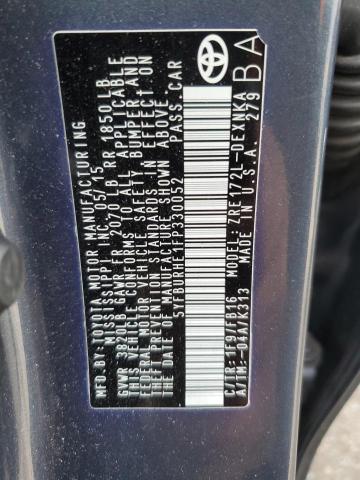 MFD BY: TOYOTA MOTOR MANUFACTURING
MISSISSIPPI INC. 05/15
GVWR 3820LB GAWR FR 2070LB RR 1850LB
THIS VEHICLE CONFORMS TO ALL APPLICABLE
FEDERAL MOTOR VEHICLE SAFETY, BUMPER, AND
THEFT PREVENTION STANDARDS IN EFFECT ON
THE DATE OF MANUFACTURE SHOWN ABOVE.
5YFBURHE1FP330052 PASS. CAR
C/TR: 1F9/FB16 ZRE172L-DEX
A/TM: -04A/K313 MADE IN U.S.A. 279
BA